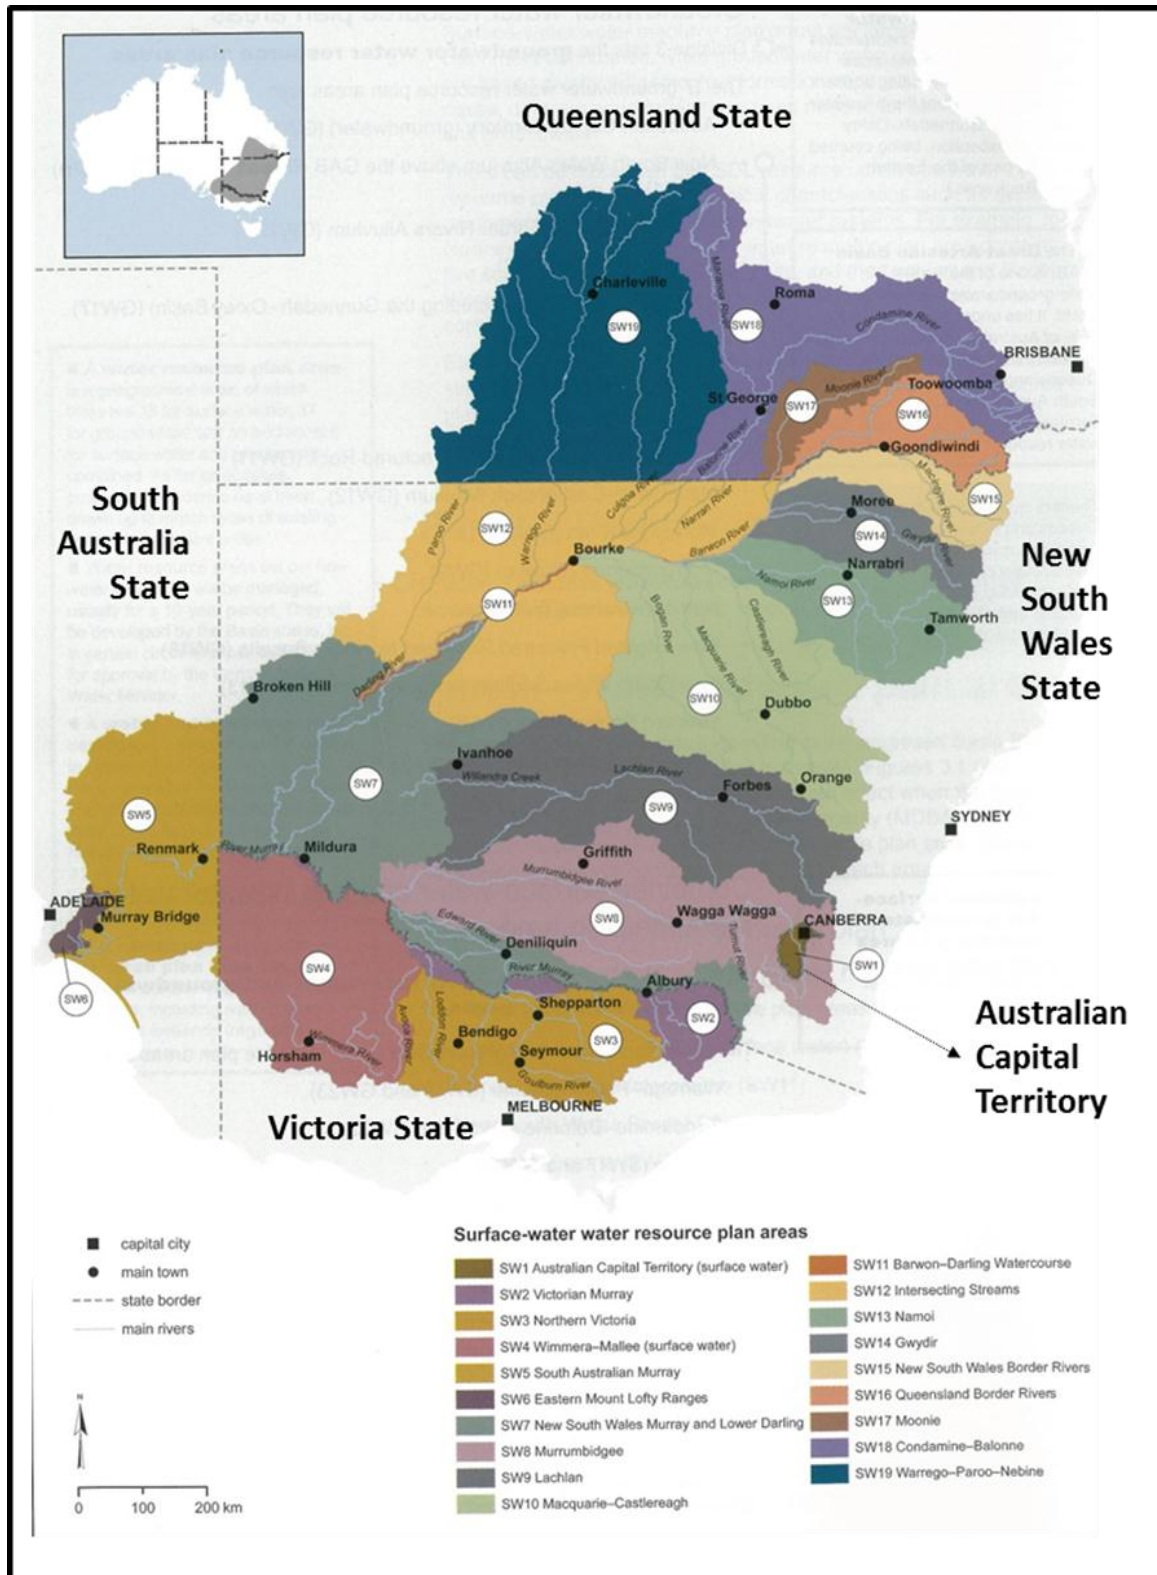 Queensland State
Charleville
SW19
Maranoa River
Roma
SW18
Condamine River
BRISBANE
Toowoomba
Moonie River
St George
SW17
SW16
Balonne River
Goondiwindi
South
Australia
State
Paroo River
SW12
Warrego River
Culgoa River
Narran River
Barwon River
Macintyre River
SW15
Moree
SW14
Gwydir River
Bourke
Narrabri
Namoi River
SW13
SW11
Tamworth
New
South
Wales
State
Bogan River
Macquarie River
Castlereagh River
Darling River
Broken Hill
SW10
Dubbo
Ivanhoe
Willandra Creek
Lachlan River
SW7
SW9
Forbes
Orange
SYDNEY
SW5
Renmark
River Murray
Mildura
Griffith
Murrumbidgee River
ADELAIDE
Murray Bridge
SW8
Wagga Wagga
CANBERRA
Edward River
Deniliquin
Tumut River
SW1
SW4
River Murray
Albury
SW6
Avoca River
Loddon River
Shepparton
SW2
Bendigo
SW3
Horsham
Wimmera River
Seymour
Goulburn River
MELBOURNE
Australian
Capital
Territory
Victoria State
capital city
main town
state border
main rivers
N
0 100 200 km
Surface-water water resource plan areas
SW1 Australian Capital Territory (surface water)
SW2 Victorian Murray
SW3 Northern Victoria
SW4 Wimmera–Mallee (surface water)
SW5 South Australian Murray
SW6 Eastern Mount Lofty Ranges
SW7 New South Wales Murray and Lower Darling
SW8 Murrumbidgee
SW9 Lachlan
SW10 Macquarie–Castlereagh
SW11 Barwon–Darling Watercourse
SW12 Intersecting Streams
SW13 Namoi
SW14 Gwydir
SW15 New South Wales Border Rivers
SW16 Queensland Border Rivers
SW17 Moonie
SW18 Condamine–Balonne
SW19 Warrego–Paroo–Nebine